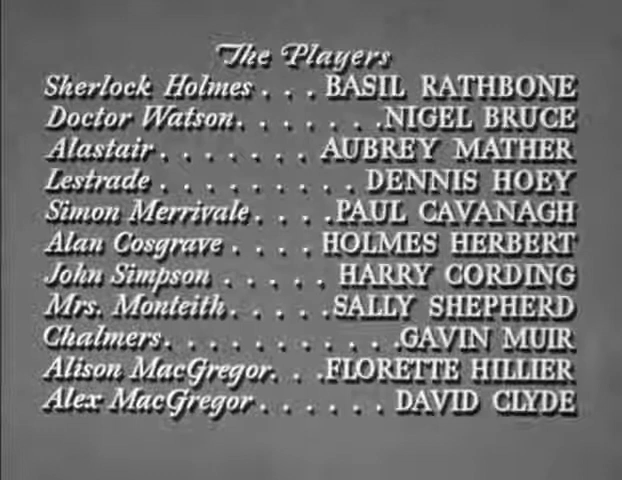 The Players
Sherlock Holmes . . . BASIL RATHBONE
Doctor Watson. . . . . . .NIGEL BRUCE
Alastair . . . . . . . AUBREY MATHER
Lestrade . . . . . . . . . DENNIS HOEY
Simon Merrivale. . . .PAUL CAVANAGH
Alan Cosgrave . . . . HOLMES HERBERT
John Simpson . . . . . HARRY CORDING
Mrs. Monteith. . . . .SALLY SHEPHERD
Chalmers. . . . . . . . . . .GAVIN MUIR
Alison MacGregor. . .FLORETTE HILLIER
Alex MacGregor . . . . . . DAVID CLYDE